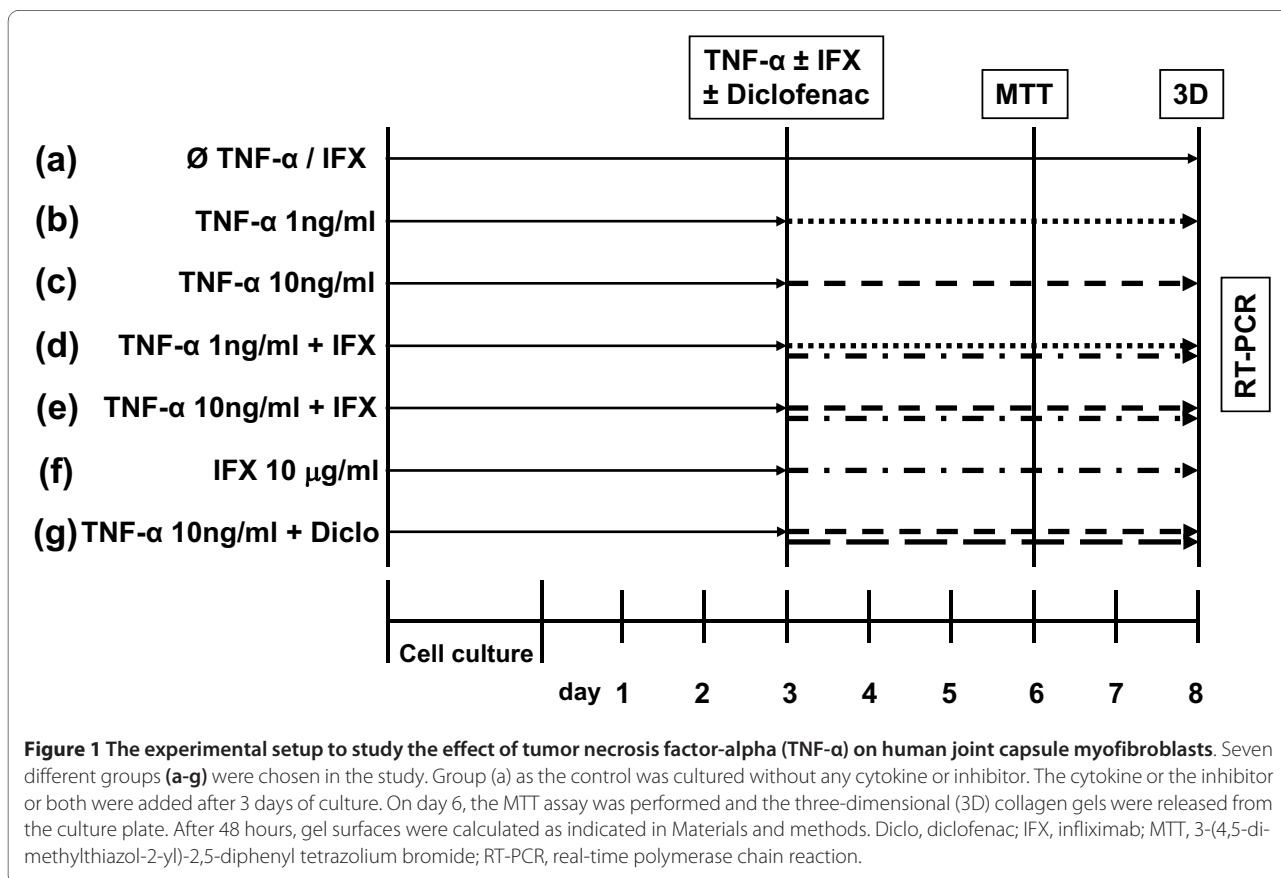 TNF-α ± IFX
± Diclofenac
MTT
3D
(a) Ø TNF-α / IFX
(b) TNF-α 1ng/ml
(c) TNF-α 10ng/ml
(d) TNF-α 1ng/ml + IFX
(e) TNF-α 10ng/ml + IFX
(f) IFX 10 µg/ml
(g) TNF-α 10ng/ml + Diclo
RT-PCR
Cell culture
day 1 2 3 4 5 6 7 8
Figure 1 The experimental setup to study the effect of tumor necrosis factor-alpha (TNF-α) on human joint capsule myofibroblasts. Seven
different groups (a-g) were chosen in the study. Group (a) as the control was cultured without any cytokine or inhibitor. The cytokine or the inhibitor
or both were added after 3 days of culture. On day 6, the MTT assay was performed and the three-dimensional (3D) collagen gels were released from
the culture plate. After 48 hours, gel surfaces were calculated as indicated in Materials and methods. Diclo, diclofenac; IFX, infliximab; MTT, 3-(4,5-di-
methylthiazol-2-yl)-2,5-diphenyl tetrazolium bromide; RT-PCR, real-time polymerase chain reaction.